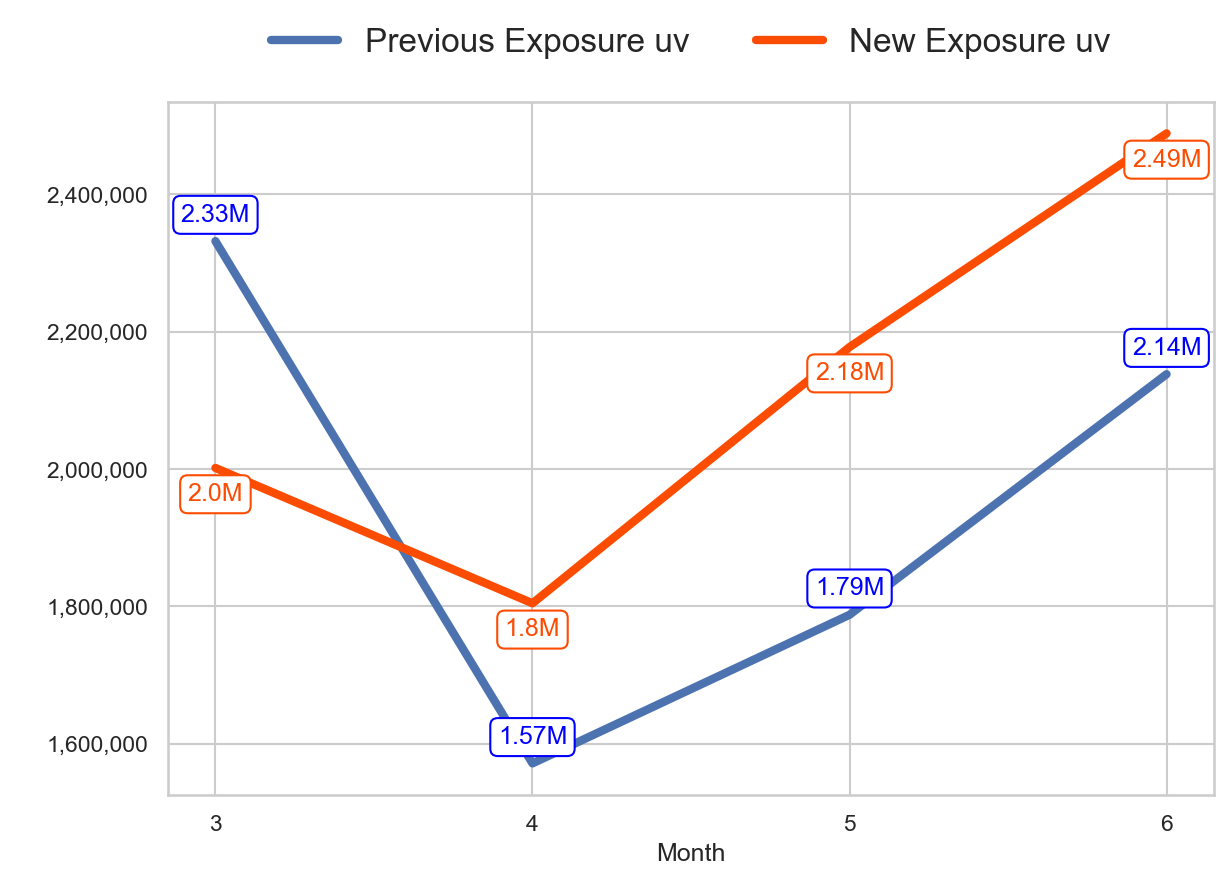 Previous Exposure uv New Exposure uv
2.49M
2,400,000
2.33M
2,200,000
2.14M
2.18M
2,000,000
2.0M
1,800,000
1.79M
1.8M
1.57M
1,600,000
3 4 5 6
Month